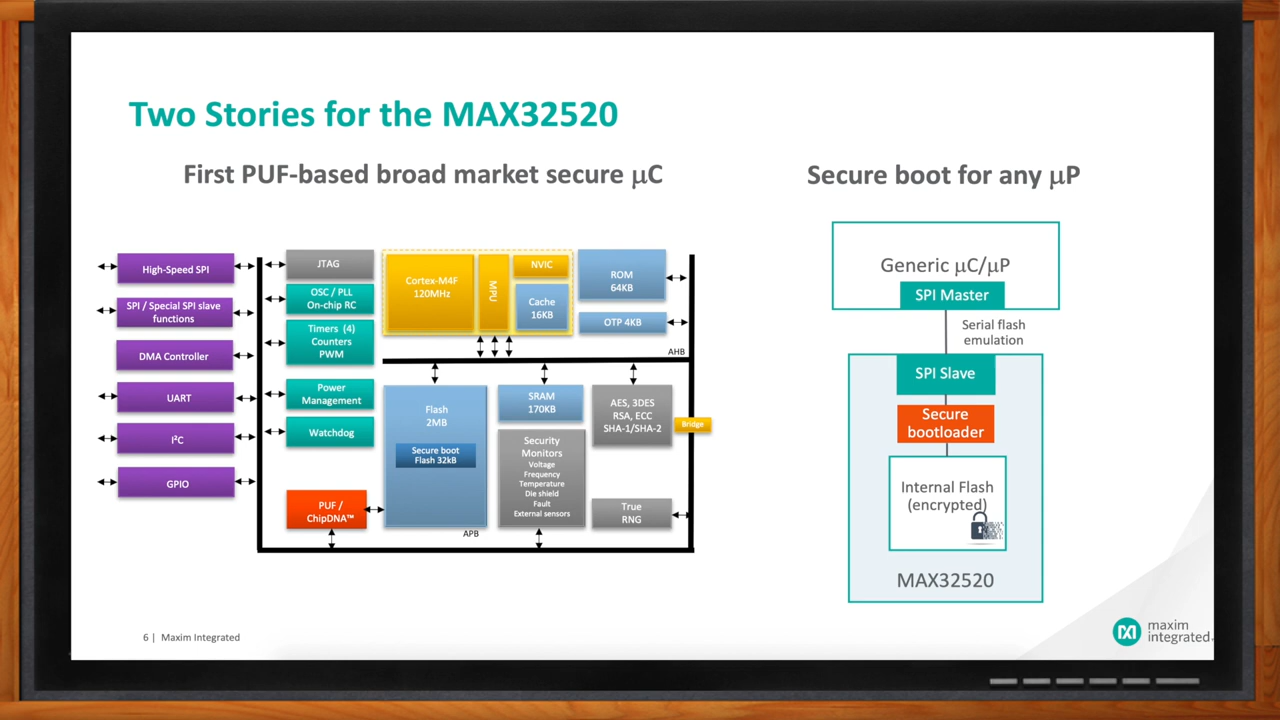 Two Stories for the MAX32520
First PUF-based broad market secure μC
High-Speed SPI
SPI / Special SPI slave
functions
DMA Controller
UART
I²C
GPIO
JTAG
OSC / PLL
On-chip RC
Timers (4)
Counters
PWM
Power
Management
Watchdog
PUF /
ChipDNA™
Cortex-M4F
120MHz
MPU
NVIC
Cache
16KB
ROM
64KB
OTP 4KB
AHB
Flash
2MB
Secure boot
Flash 32kB
SRAM
170KB
Security
Monitors
Voltage
Frequency
Temperature
Die shield
Fault
External sensors
AES, 3DES
RSA, ECC
SHA-1/SHA-2
Bridge
True
RNG
APB
Secure boot for any μP
Generic μC/μP
SPI Master
Serial flash
emulation
SPI Slave
Secure
bootloader
Internal Flash
(encrypted)
MAX32520
6 | Maxim Integrated
maxim
integrated.